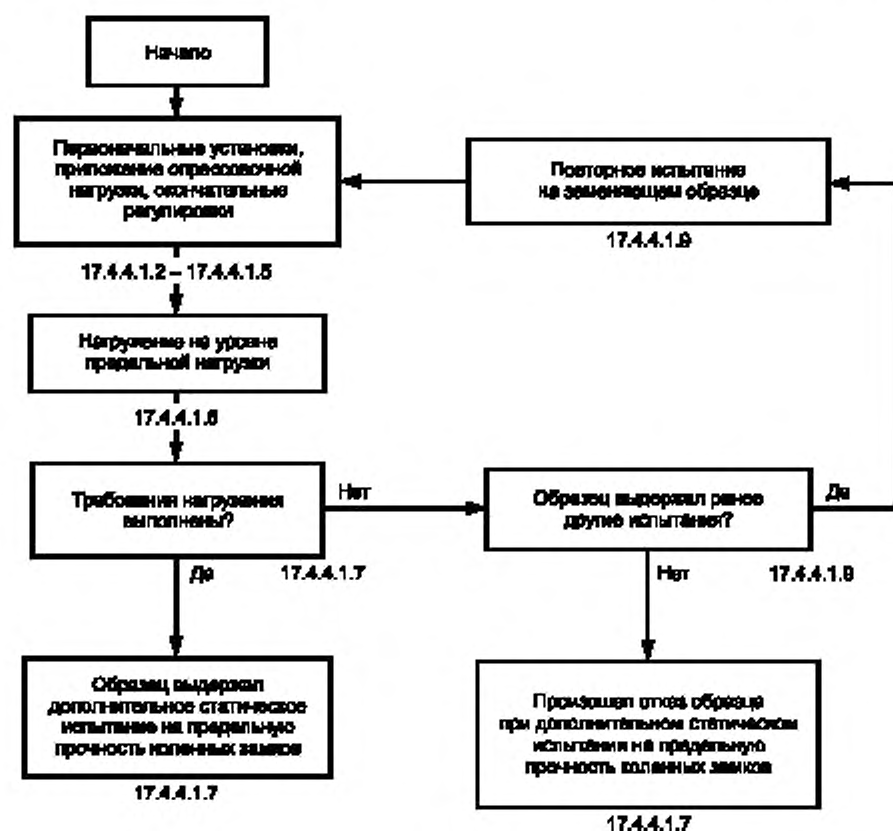 Начало
Первоначальные установки,
приложение опрессовочной
нагрузки, окончательные
регулировки
17.4.4.1.2 – 17.4.4.1.5
Повторное испытание
на заменяющем образце
17.4.4.1.9
Нагружение на уровне
предельной нагрузки
17.4.4.1.6
Требования нагружения
выполнены?
Нет
Да
17.4.4.1.7
Образец выдержал ранее
другие испытания?
Да
Нет
17.4.4.1.8
Образец выдержал
дополнительное статическое
испытание на предельную
прочность коленных замков
17.4.4.1.7
Произошел отказ образца
при дополнительном статическом
испытании на предельную
прочность коленных замков
17.4.4.1.7